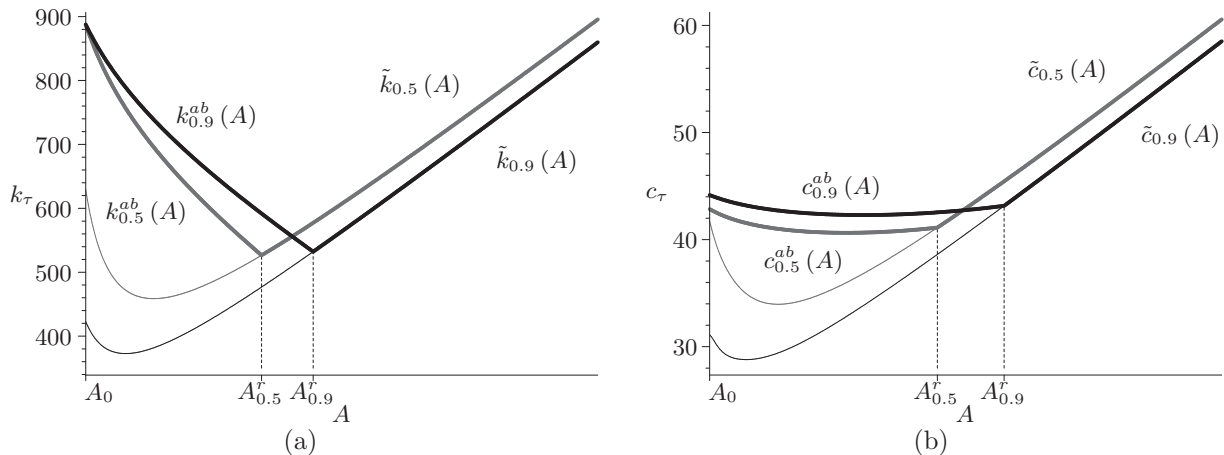 900
800
700
600
500
400
k_τ
k^{ab}_{0.9} (A)
k^{ab}_{0.5} (A)
k̃_{0.5} (A)
k̃_{0.9} (A)
A_0
A^r_{0.5}
A^r_{0.9}
A
(a)
60
50
40
30
c_τ
c^{ab}_{0.9} (A)
c^{ab}_{0.5} (A)
c̃_{0.5} (A)
c̃_{0.9} (A)
A_0
A^r_{0.5}
A^r_{0.9}
A
(b)